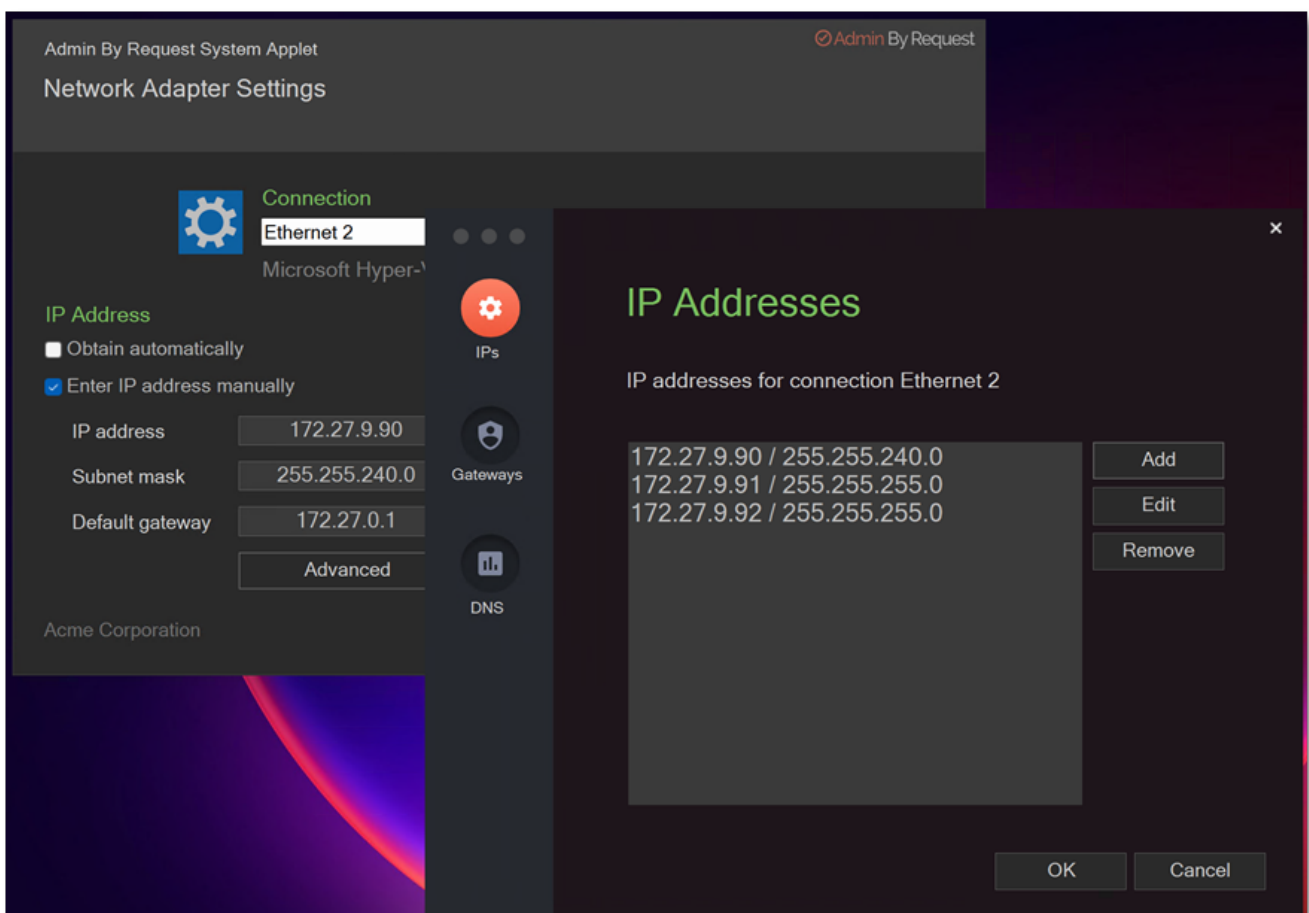 Admin By Request System Applet
Admin By Request
Network Adapter Settings
Connection
Ethernet 2
Microsoft Hyper-V
IP Address
Obtain automatically
Enter IP address manually
IP address 172.27.9.90
Subnet mask 255.255.240.0
Default gateway 172.27.0.1
Advanced
Acme Corporation
IPs
Gateways
DNS
×
IP Addresses
IP addresses for connection Ethernet 2
172.27.9.90 / 255.255.240.0
172.27.9.91 / 255.255.255.0
172.27.9.92 / 255.255.255.0
Add
Edit
Remove
OK Cancel